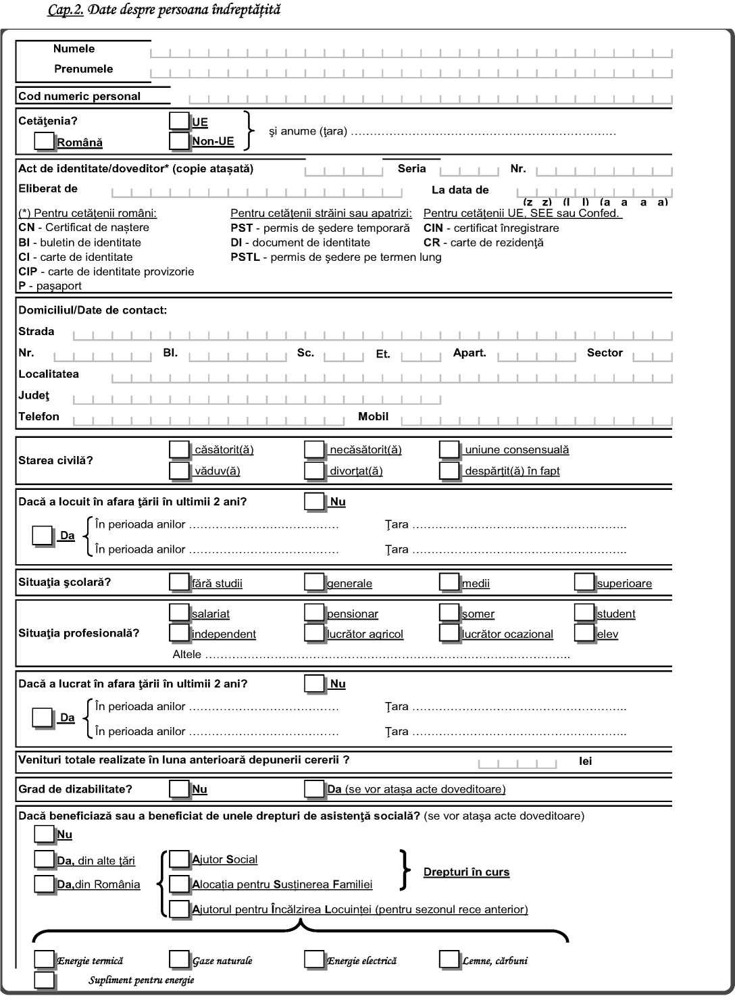 Cap.2. Date despre persoana îndreptățită
Numele
Prenumele
Cod numeric personal
Cetăţenia?
UE
şi anume (ţara) ……………………………………………………………
Română
Non-UE
Act de identitate/doveditor* (copie atașată) Seria Nr.
Eliberat de La data de
(z z) (l l) (a a a a)
(*) Pentru cetăţenii români: Pentru cetăţenii străini sau apatrizi: Pentru cetăţenii UE, SEE sau Confed.
CN - Certificat de naștere PST - permis de şedere temporară CIN - certificat înregistrare
BI - buletin de identitate DI - document de identitate CR - carte de rezidenţă
CI - carte de identitate PSTL - permis de şedere pe termen lung
CIP - carte de identitate provizorie
P - paşaport
Domiciliul/Date de contact:
Strada
Nr. Bl. Sc. Et. Apart. Sector
Localitatea
Judeţ
Telefon Mobil
Starea civilă?
căsătorit(ă) necăsătorit(ă) uniune consensuală
văduv(ă) divorţat(ă) despărţit(ă) în fapt
Dacă a locuit în afara ţării în ultimii 2 ani? Nu
Da
În perioada anilor ………………………………… Ţara ………………………………………………..
În perioada anilor ………………………………… Ţara ………………………………………………..
Situaţia şcolară? fără studii generale medii superioare
salariat pensionar şomer student
Situaţia profesională? independent lucrător agricol lucrător ocazional elev
Altele …………………………………………………………………………………..
Dacă a lucrat în afara ţării în ultimii 2 ani? Nu
Da
În perioada anilor ………………………………… Ţara ………………………………………………..
În perioada anilor ………………………………… Ţara ………………………………………………..
Venituri totale realizate în luna anterioară depunerii cererii ? lei
Grad de dizabilitate? Nu Da (se vor ataşa acte doveditoare)
Dacă beneficiază sau a beneficiat de unele drepturi de asistenţă socială? (se vor ataşa acte doveditoare)
Nu
Da, din alte ţări Ajutor Social
Drepturi în curs
Da,din România Alocația pentru Susținerea Familiei
Ajutorul pentru Încălzirea Locuinței (pentru sezonul rece anterior)
Energie termică Gaze naturale Energie electrică Lemne, cărbuni
Supliment pentru energie